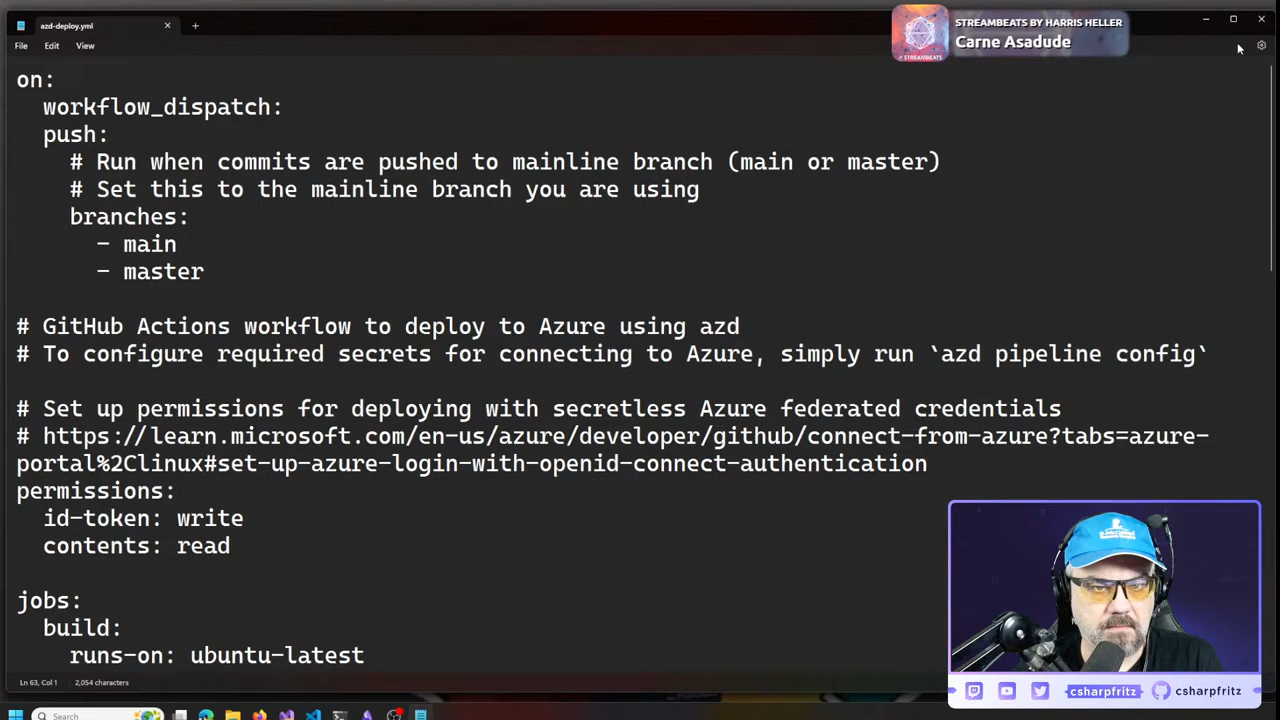 azd-deploy.yml
STREAMBEATS BY HARRIS HELLER
Carne Asadude
File Edit View
on:
workflow_dispatch:
push:
# Run when commits are pushed to mainline branch (main or master)
# Set this to the mainline branch you are using
branches:
- main
- master
# GitHub Actions workflow to deploy to Azure using azd
# To configure required secrets for connecting to Azure, simply run `azd pipeline config`
# Set up permissions for deploying with secretless Azure federated credentials
# https://learn.microsoft.com/en-us/azure/developer/github/connect-from-azure?tabs=azure-
portal%2Clinux#set-up-azure-login-with-openid-connect-authentication
permissions:
id-token: write
contents: read
jobs:
build:
runs-on: ubuntu-latest
Ln 63, Col 1 2,054 characters
csharpfritz csharpfritz
Search